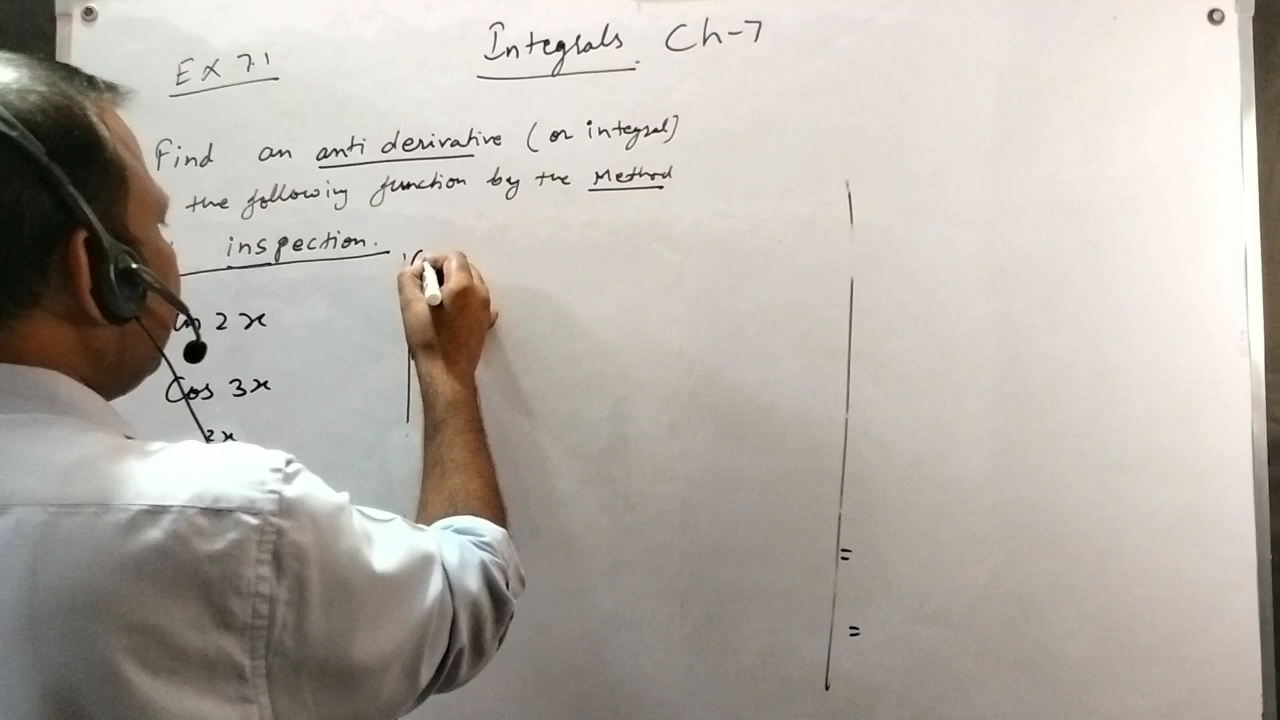 Integrals Ch-7
Ex 7.1
Find an anti derivative (or integral)
the following function by the Method
inspection.
2x
Cos 3x
2x
=
=